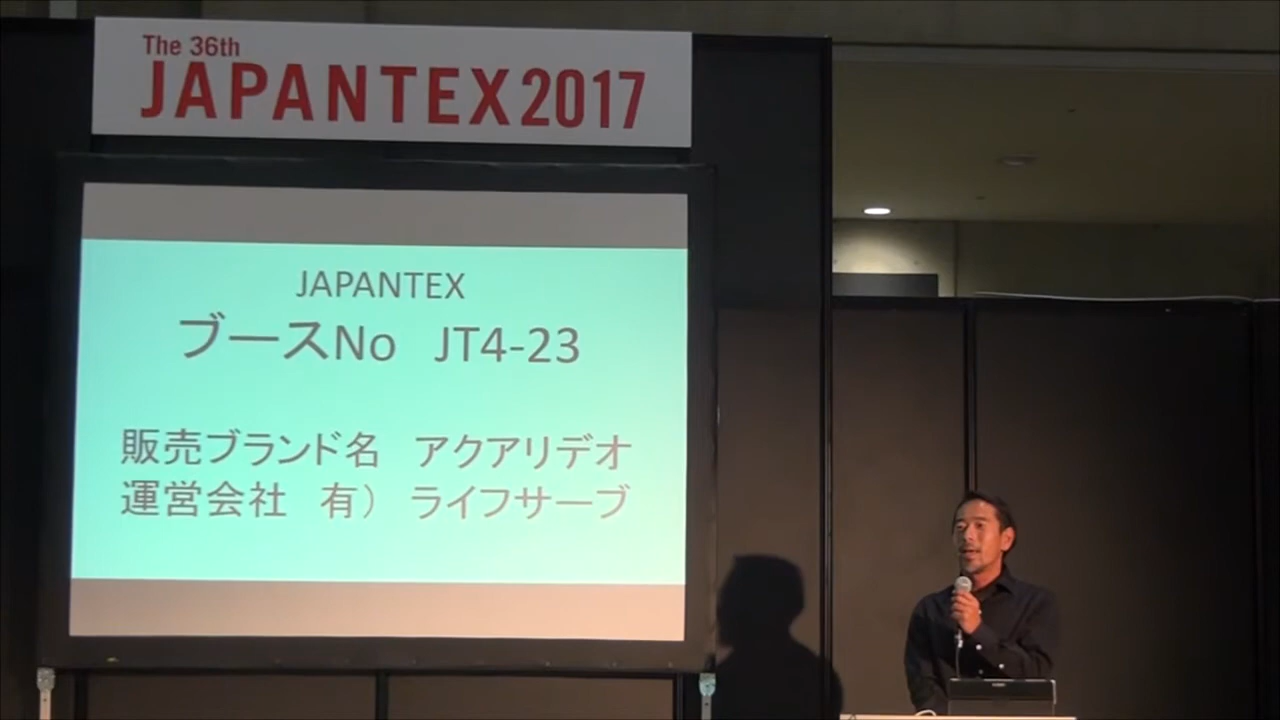 The 36th
JAPANTEX2017
JAPANTEX
ブースNo JT4-23
販売ブランド名 アクアリデオ
運営会社 有） ライフサーブ